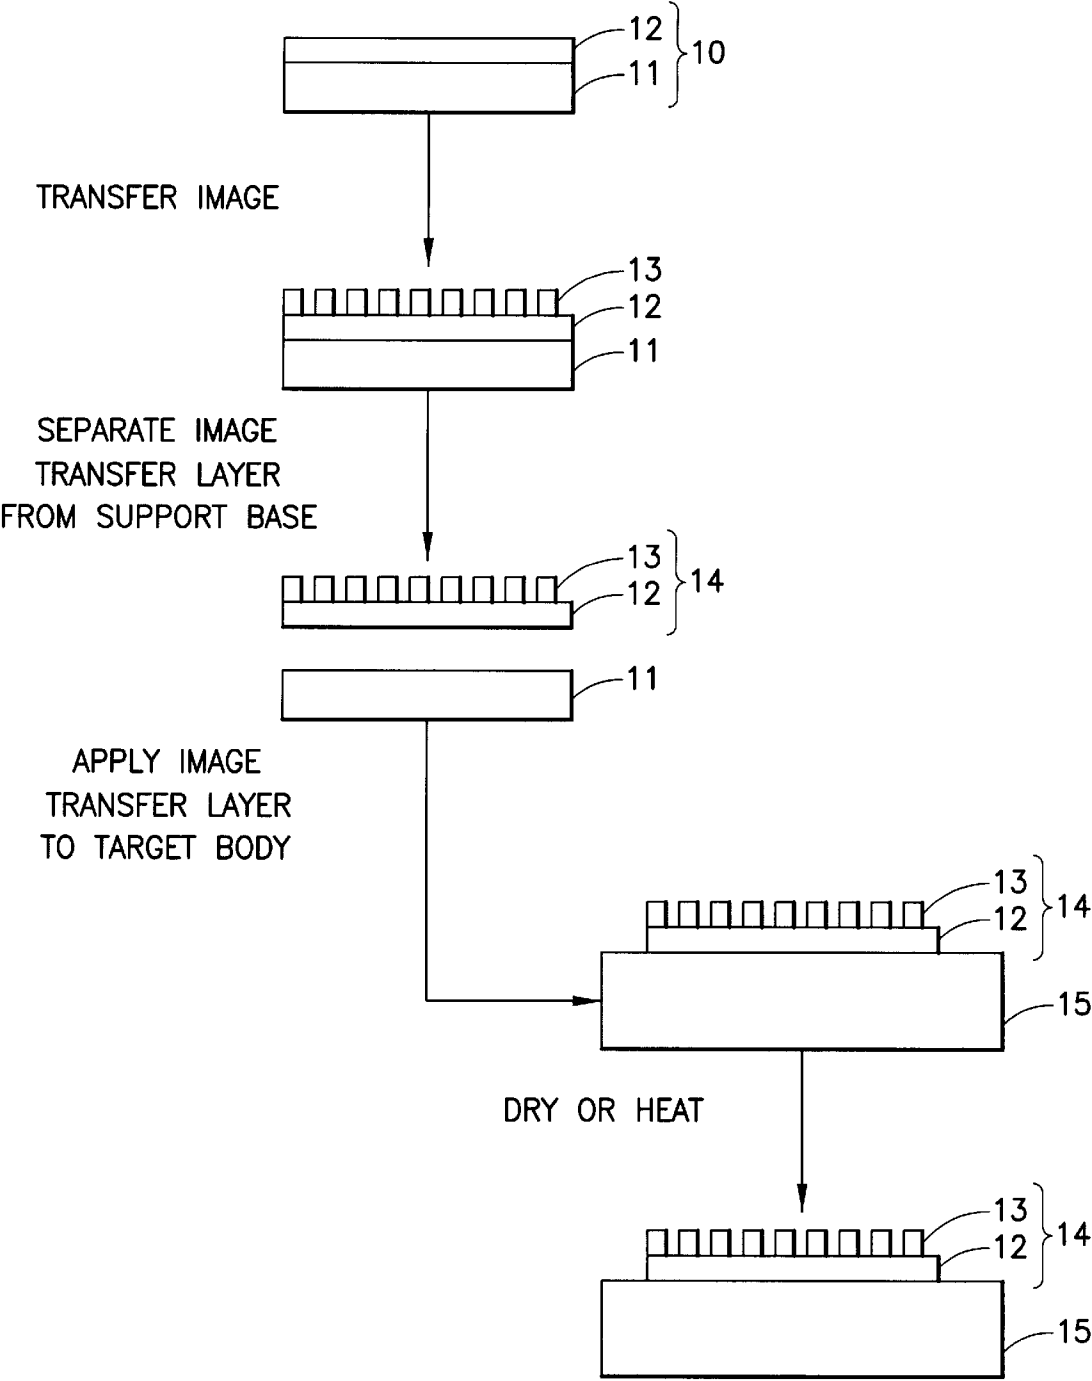 12
10
11
TRANSFER IMAGE
13
12
11
SEPARATE IMAGE
TRANSFER LAYER
FROM SUPPORT BASE
13
14
12
11
APPLY IMAGE
TRANSFER LAYER
TO TARGET BODY
13
14
12
15
DRY OR HEAT
13
14
12
15